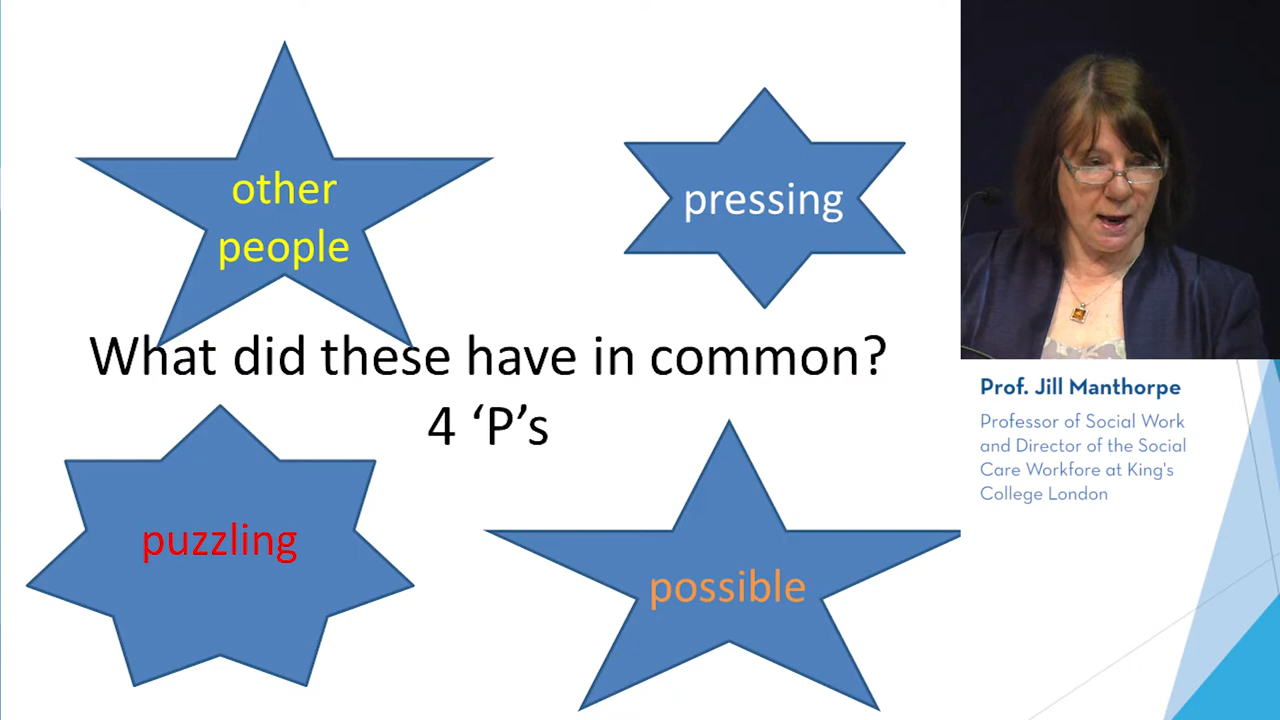 other
people
pressing
What did these have in common?
4 ‘P’s
puzzling
possible
Prof. Jill Manthorpe
Professor of Social Work
and Director of the Social
Care Workfore at King's
College London